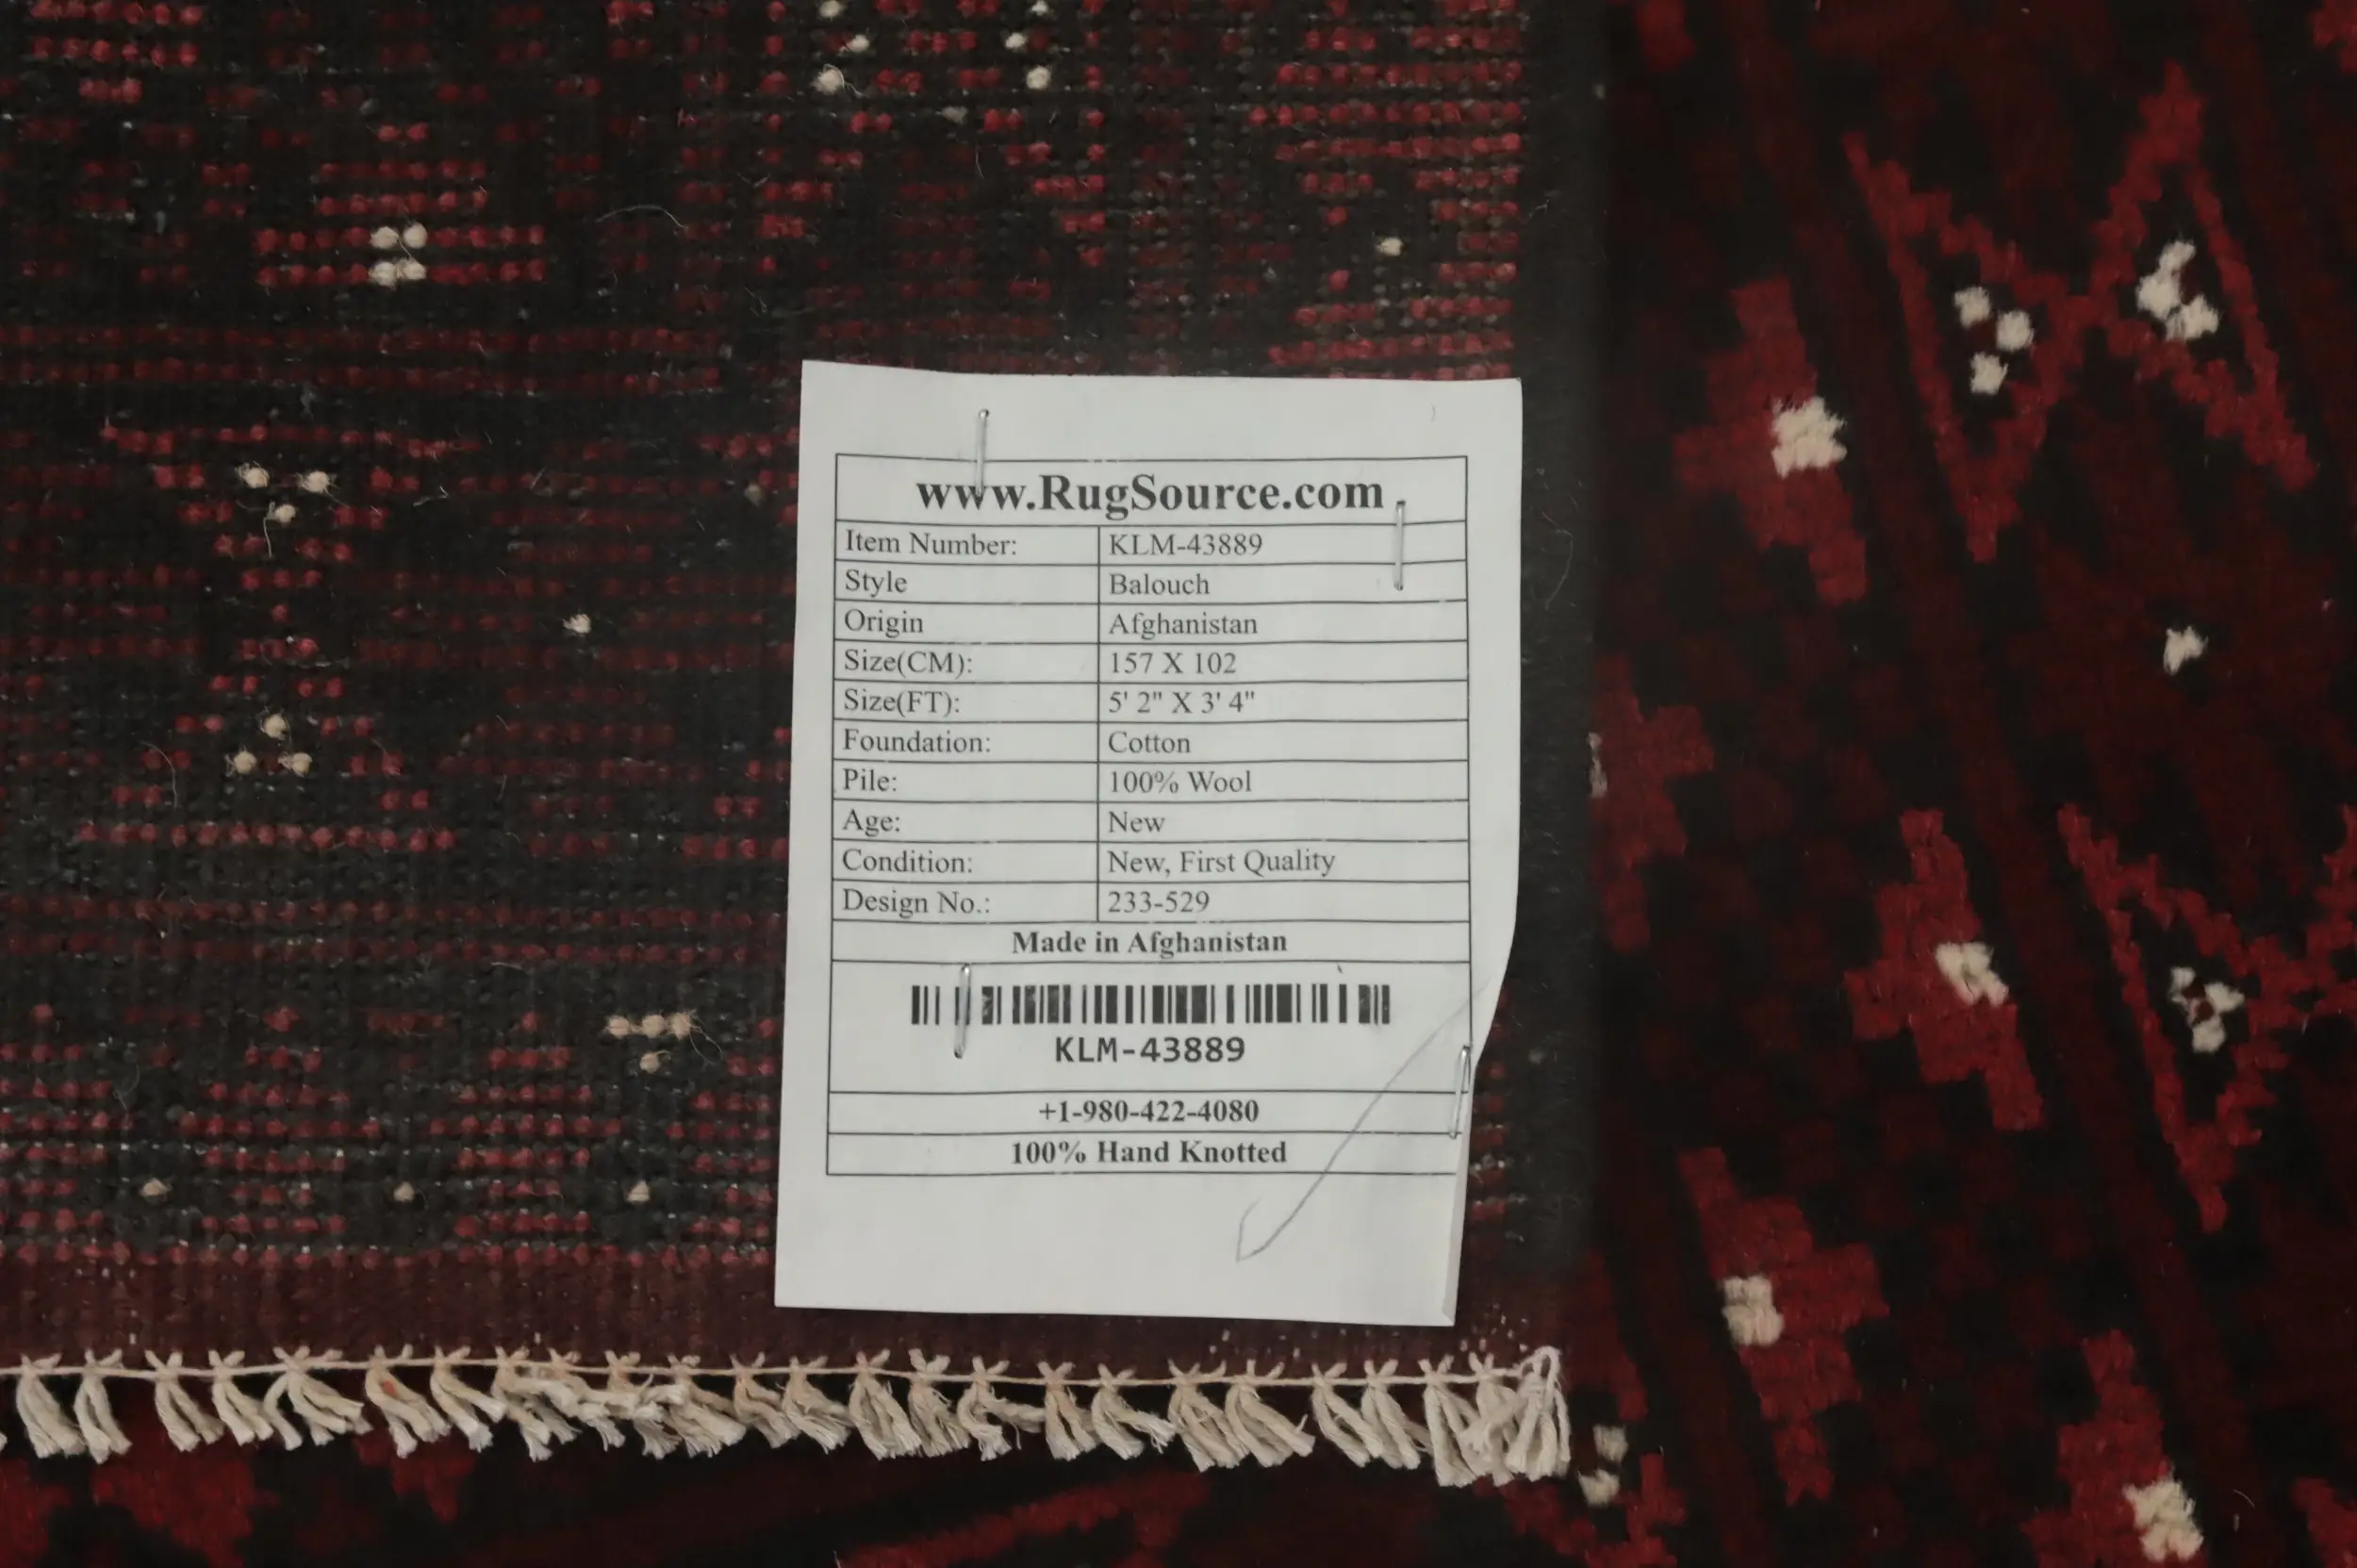 www.RugSource.com
Item Number: KLM-43889
Style Balouch
Origin Afghanistan
Size(CM): 157 X 102
Size(FT): 5' 2" X 3' 4"
Foundation: Cotton
Pile: 100% Wool
Age: New
Condition: New, First Quality
Design No.: 233-529
Made in Afghanistan
KLM-43889
+1-980-422-4080
100% Hand Knotted